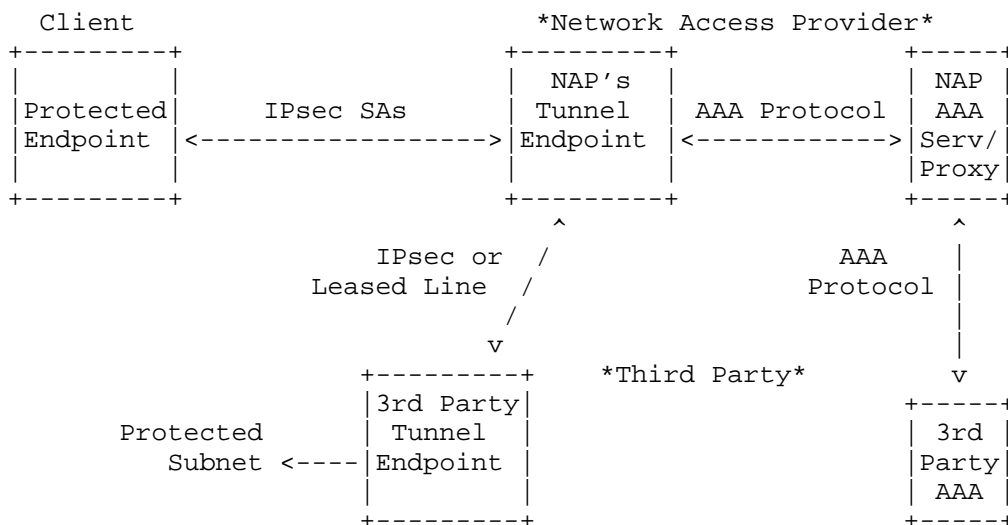 Client *Network Access Provider*
+---------+ +---------+ +-----+
| | | NAP's | | NAP |
|Protected| IPsec SAs | Tunnel | AAA Protocol | AAA |
|Endpoint |<------------------>|Endpoint |<------------>|Serv/|
| | | | |Proxy|
+---------+ +---------+ +-----+
^ ^
IPsec or / AAA |
Leased Line / Protocol |
/ |
v |
+---------+ *Third Party* v
|3rd Party| +-----+
Protected | Tunnel | | 3rd |
Subnet <----|Endpoint | |Party|
| | | AAA |
+---------+ +-----+